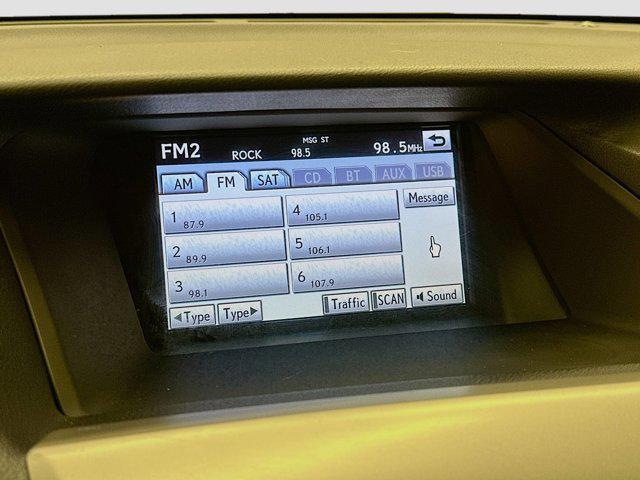 FM2 ROCK MSG ST 98.5 98.5MHz
AM FM SAT CD BT AUX USB
1 87.9 4 105.1 Message
2 89.9 5 106.1
3 98.1 6 107.9
◀Type Type▶ Traffic SCAN Sound